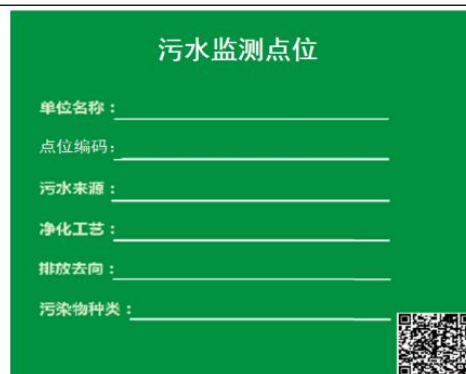 污水监测点位
单位名称：
点位编码：
污水来源：
净化工艺：
排放去向：
污染物种类：